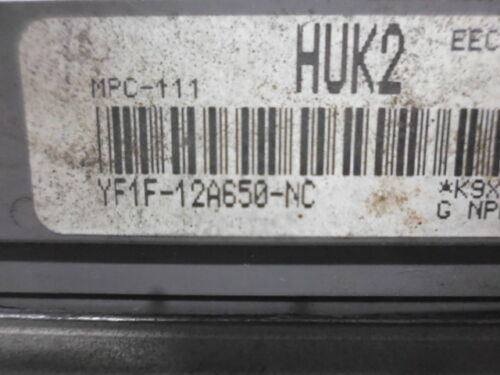 HUK2 EEC
MPC-111
YF1F-12A650-NC *K9X
G NP